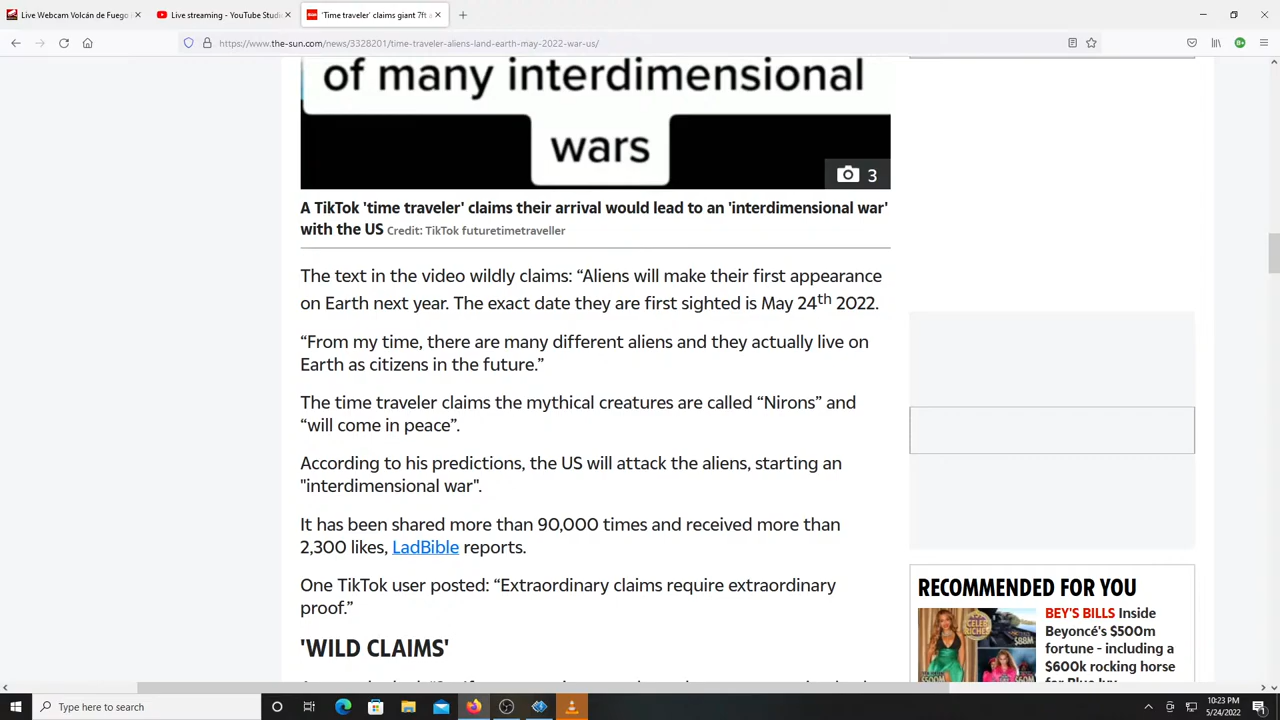 Live Webcam Volcán de Fuego
Live streaming - YouTube Studi
'Time traveler' claims giant 7ft a
https://www.the-sun.com/news/3328201/time-traveler-aliens-land-earth-may-2022-war-us/
of many interdimensional
wars
3
A TikTok 'time traveler' claims their arrival would lead to an 'interdimensional war'
with the US Credit: TikTok futuretimetraveller
The text in the video wildly claims: “Aliens will make their first appearance
on Earth next year. The exact date they are first sighted is May 24th 2022.
“From my time, there are many different aliens and they actually live on
Earth as citizens in the future.”
The time traveler claims the mythical creatures are called “Nirons” and
“will come in peace”.
According to his predictions, the US will attack the aliens, starting an
"interdimensional war".
It has been shared more than 90,000 times and received more than
2,300 likes, LadBible reports.
One TikTok user posted: “Extraordinary claims require extraordinary
proof.”
'WILD CLAIMS'
RECOMMENDED FOR YOU
BEY'S BILLS Inside
Beyoncé's $500m
fortune - including a
$600k rocking horse
for Blue Ivy
CELEB
RICHES
$88M
Type here to search
10:23 PM
5/24/2022